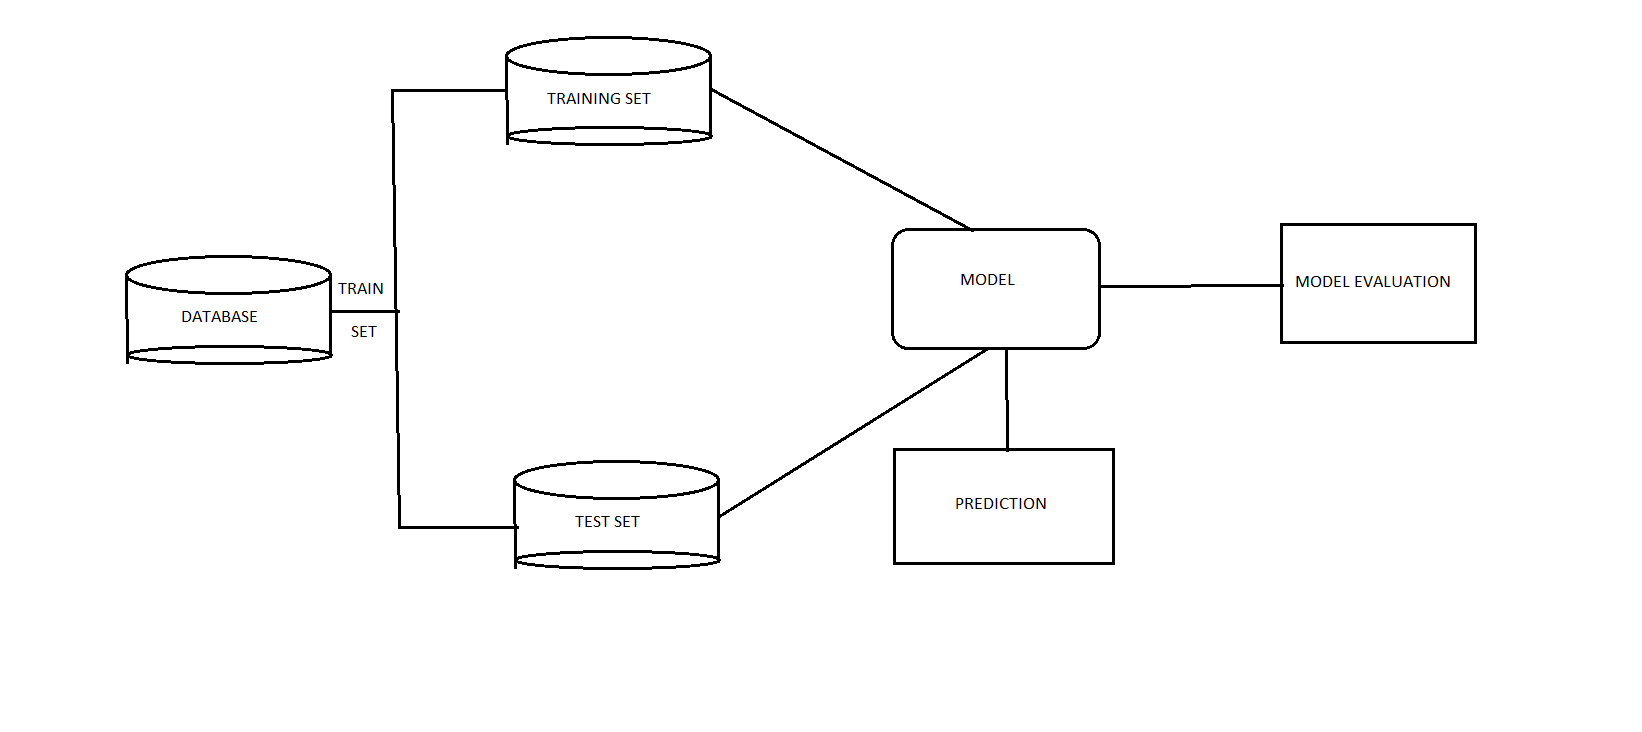 TRAINING SET
DATABASE
TRAIN
SET
MODEL
MODEL EVALUATION
TEST SET
PREDICTION